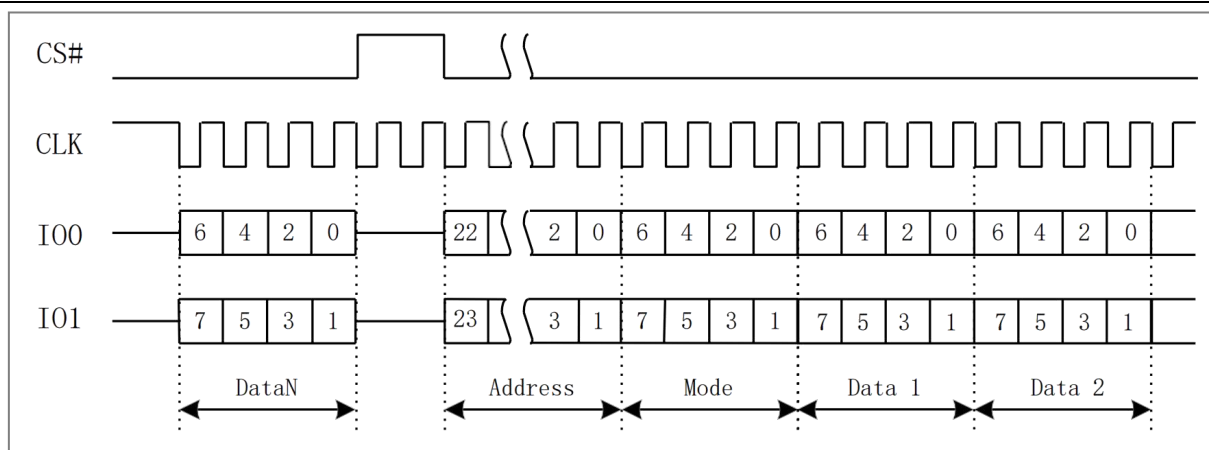 CS#
CLK
IO0 6 4 2 0 22 2 0 6 4 2 0 6 4 2 0 6 4 2 0
IO1 7 5 3 1 23 3 1 7 5 3 1 7 5 3 1 7 5 3 1
DataN Address Mode Data 1 Data 2